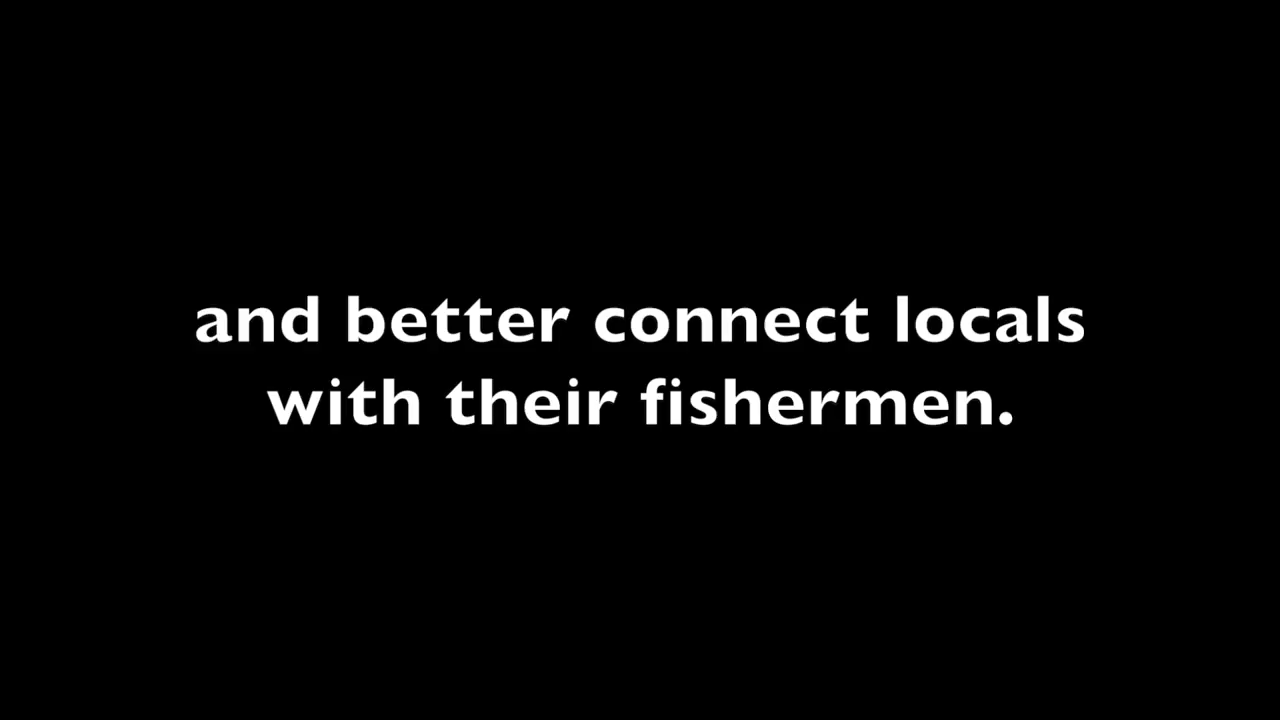 and better connect locals
with their fishermen.